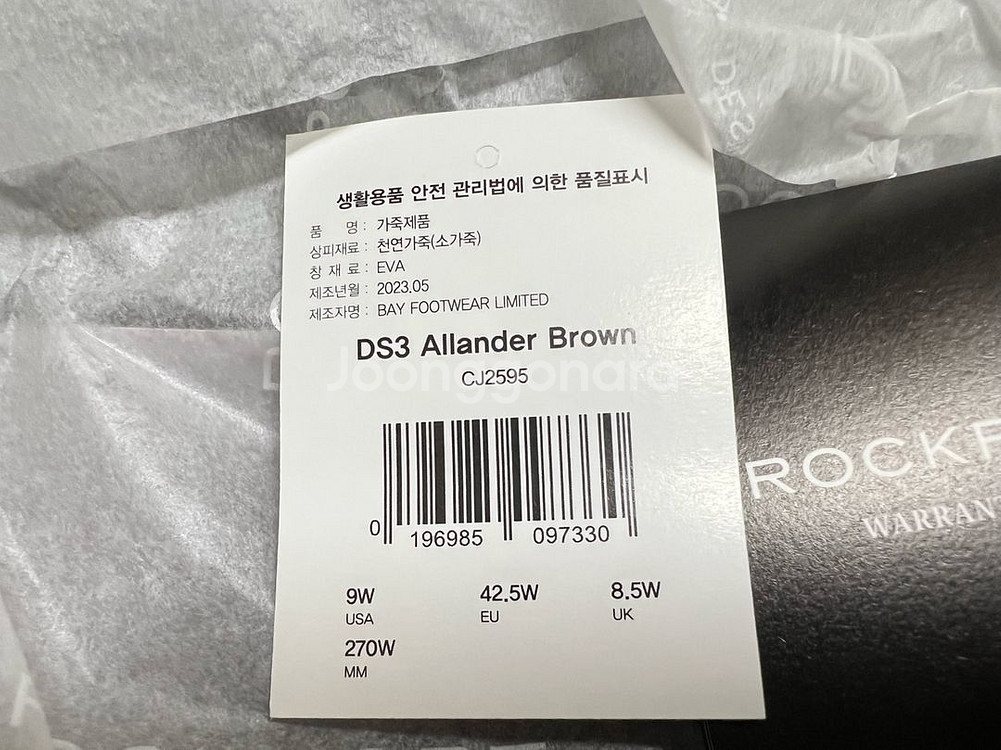 DES
생활용품 안전 관리법에 의한 품질표시
품 명 : 가죽제품
상피재료 : 천연가죽(소가죽)
창 재 료 : EVA
제조년월 : 2023.05
제조자명 : BAY FOOTWEAR LIMITED
DS3 Allander Brown
Joonggonara
CJ2595
0 196985 097330
9W 42.5W 8.5W
USA EU UK
270W
MM
ROCKP
WARRAN